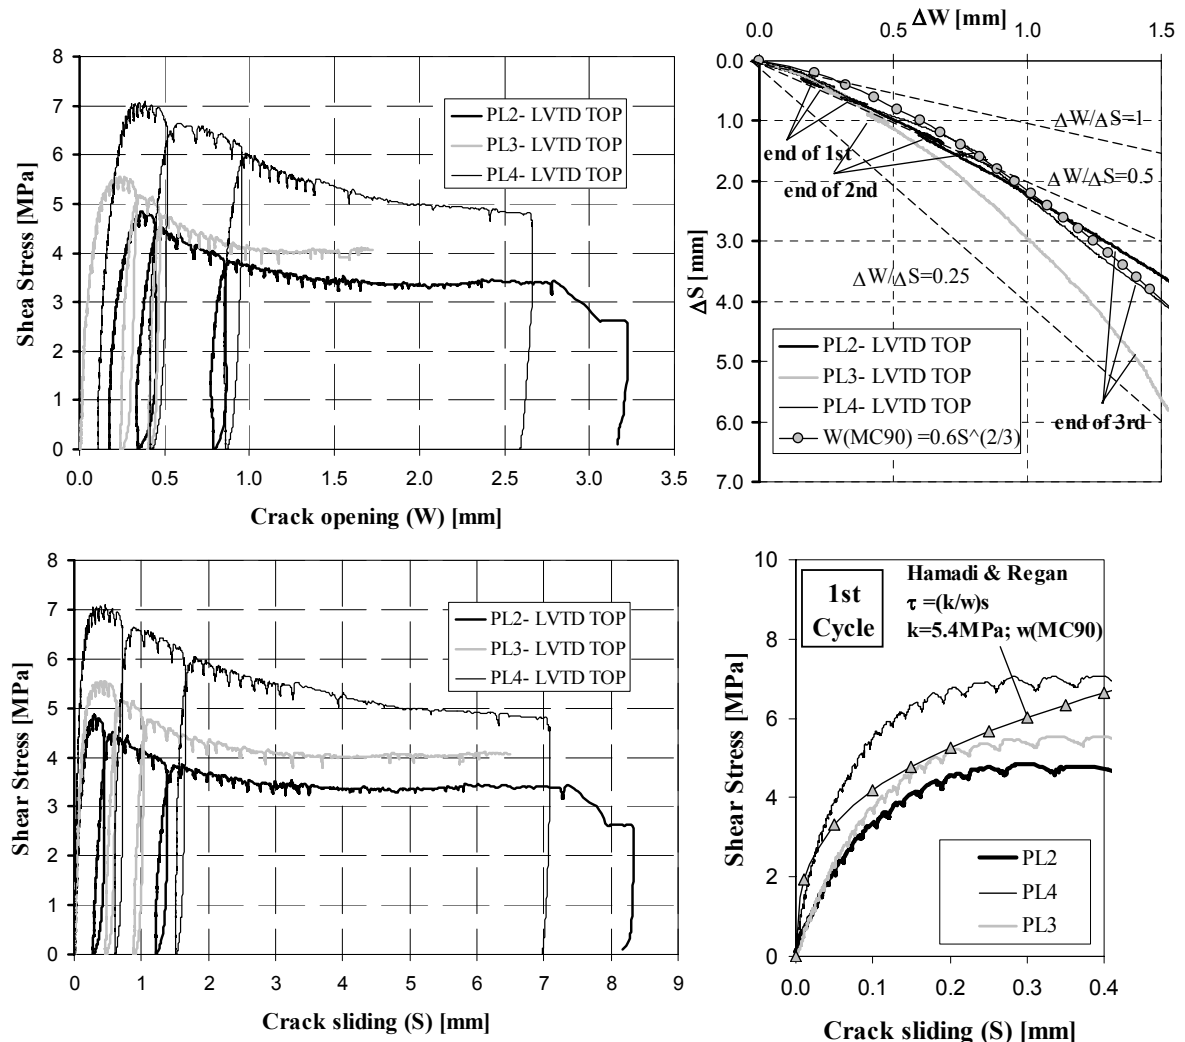 8
7
6
5
4
3
2
1
0
Shea Stress [MPa]
PL2- LVTD TOP
PL3- LVTD TOP
PL4- LVTD TOP
0.0
0.5
1.0
1.5
2.0
2.5
3.0
3.5
Crack opening (W) [mm]
ΔW [mm]
0.0
0.5
1.0
1.5
0.0
1.0
2.0
3.0
4.0
5.0
6.0
7.0
ΔS [mm]
ΔW/ΔS=1
end of 1st
ΔW/ΔS=0.5
end of 2nd
ΔW/ΔS=0.25
PL2- LVTD TOP
PL3- LVTD TOP
PL4- LVTD TOP
W(MC90) =0.6S^(2/3)
end of 3rd
8
7
6
5
4
3
2
1
0
Shear Stress [MPa]
PL2- LVTD TOP
PL3- LVTD TOP
PL4- LVTD TOP
0
1
2
3
4
5
6
7
8
9
Crack sliding (S) [mm]
10
8
6
4
2
0
Shear Stress [MPa]
1st
Cycle
Hamadi & Regan
τ =(k/w)s
k=5.4MPa; w(MC90)
PL2
PL4
PL3
0.0
0.1
0.2
0.3
0.4
Crack sliding (S) [mm]